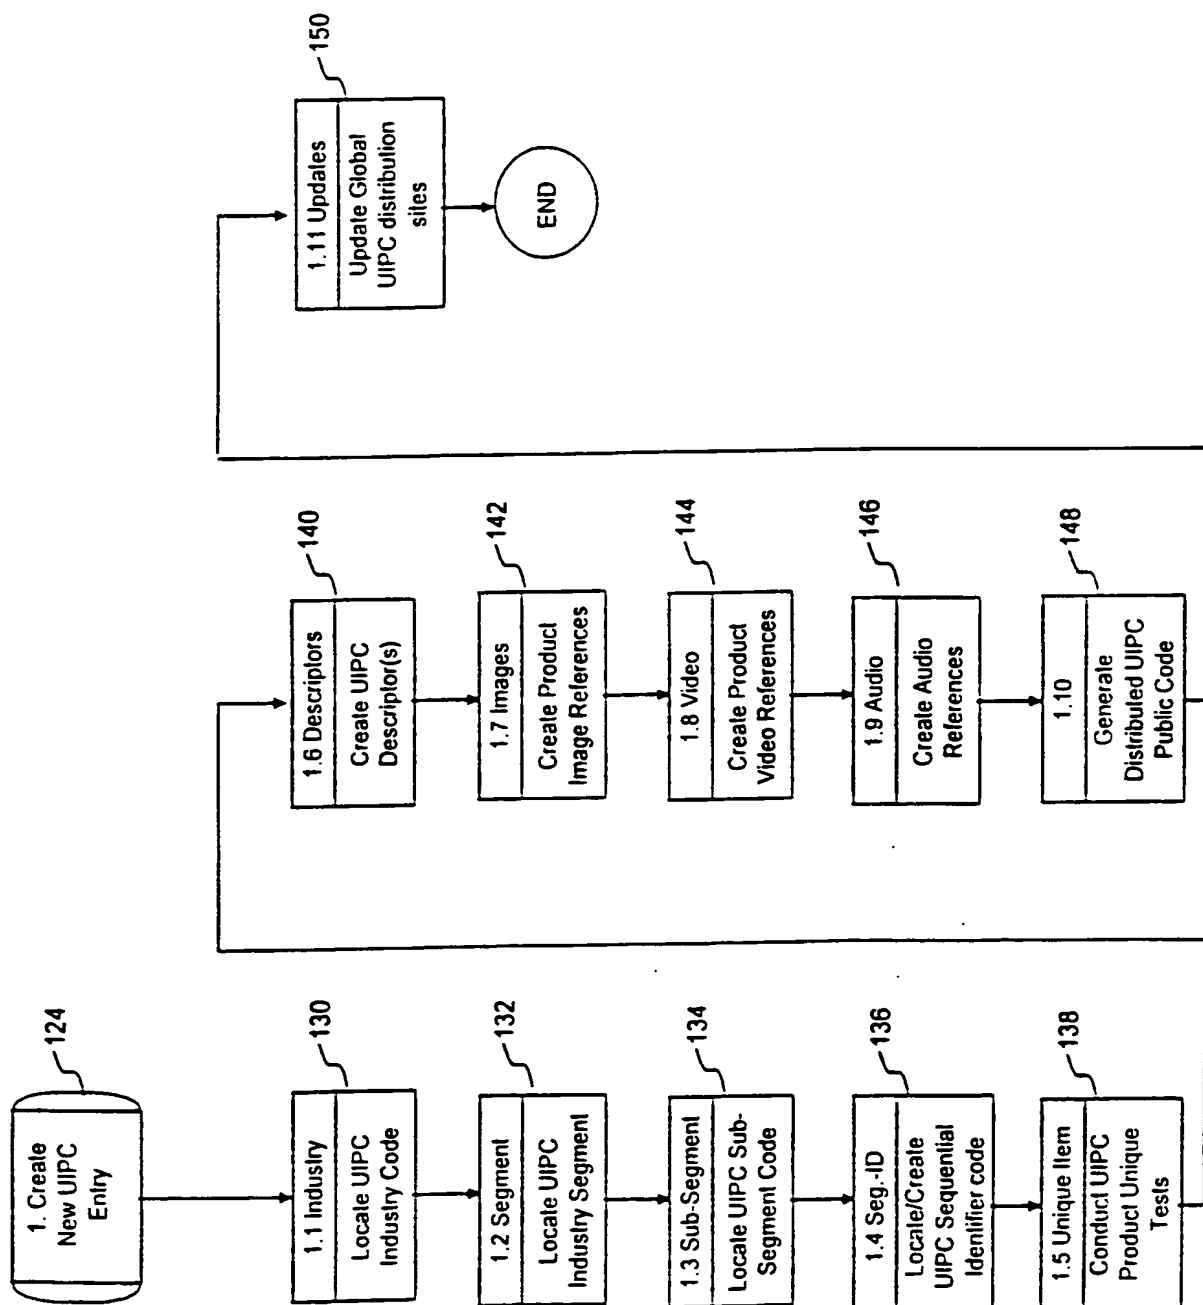 1. Create
New UIPC
Entry
124
1.1 Industry
Locate UIPC
Industry Code
130
1.2 Segment
Locate UIPC
Industry Segment
132
1.3 Sub-Segment
Locate UIPC Sub-
Segment Code
134
1.4 Seg.-ID
Locate/Create
UIPC Sequential
Identifier code
136
1.5 Unique Item
Conduct UIPC
Product Unique
Tests
138
1.6 Descriptors
Create UIPC
Descriptor(s)
140
1.7 Images
Create Product
Image References
142
1.8 Video
Create Product
Video References
144
1.9 Audio
Create Audio
References
146
1.10
Generate
Distributed UIPC
Public Code
148
1.11 Updates
Update Global
UIPC distribution
sites
150
END